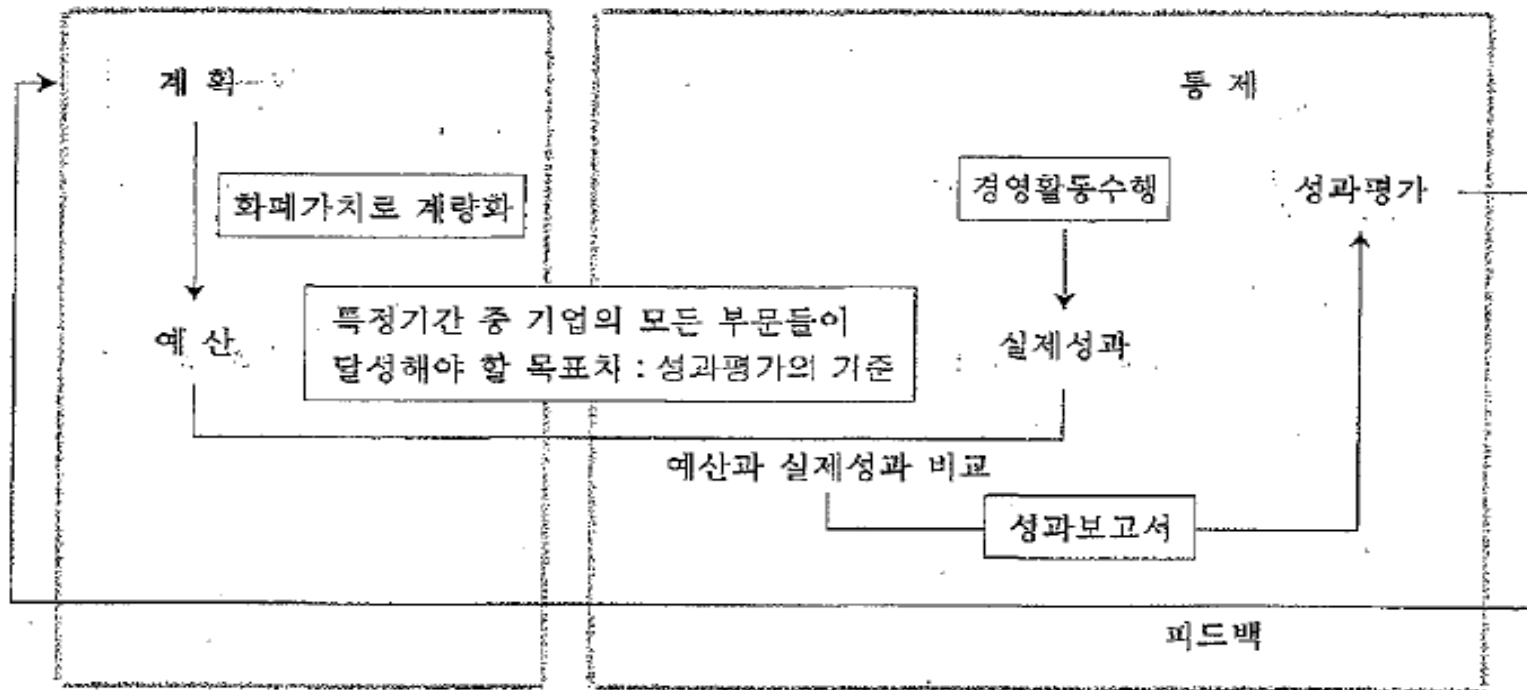 계 획
통 제
화폐가치로 계량화
경영활동수행
성과평가
예 산
특정기간 중 기업의 모든 부문들이
달성해야 할 목표차 : 성과평가의 기준
실제성과
예산과 실제성과 비교
성과보고서
피드백